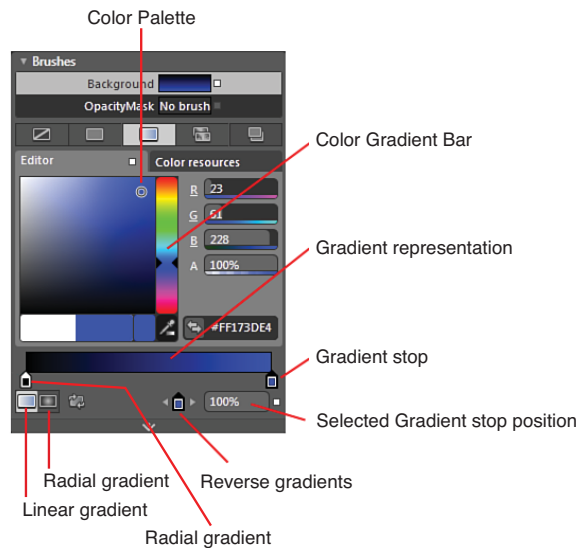 Color Palette
Brushes
Background
OpacityMask No brush
Editor
Color resources
R 23
G 61
B 228
A 100%
#FF173DE4
100%
Color Gradient Bar
Gradient representation
Gradient stop
Selected Gradient stop position
Radial gradient
Reverse gradients
Linear gradient
Radial gradient